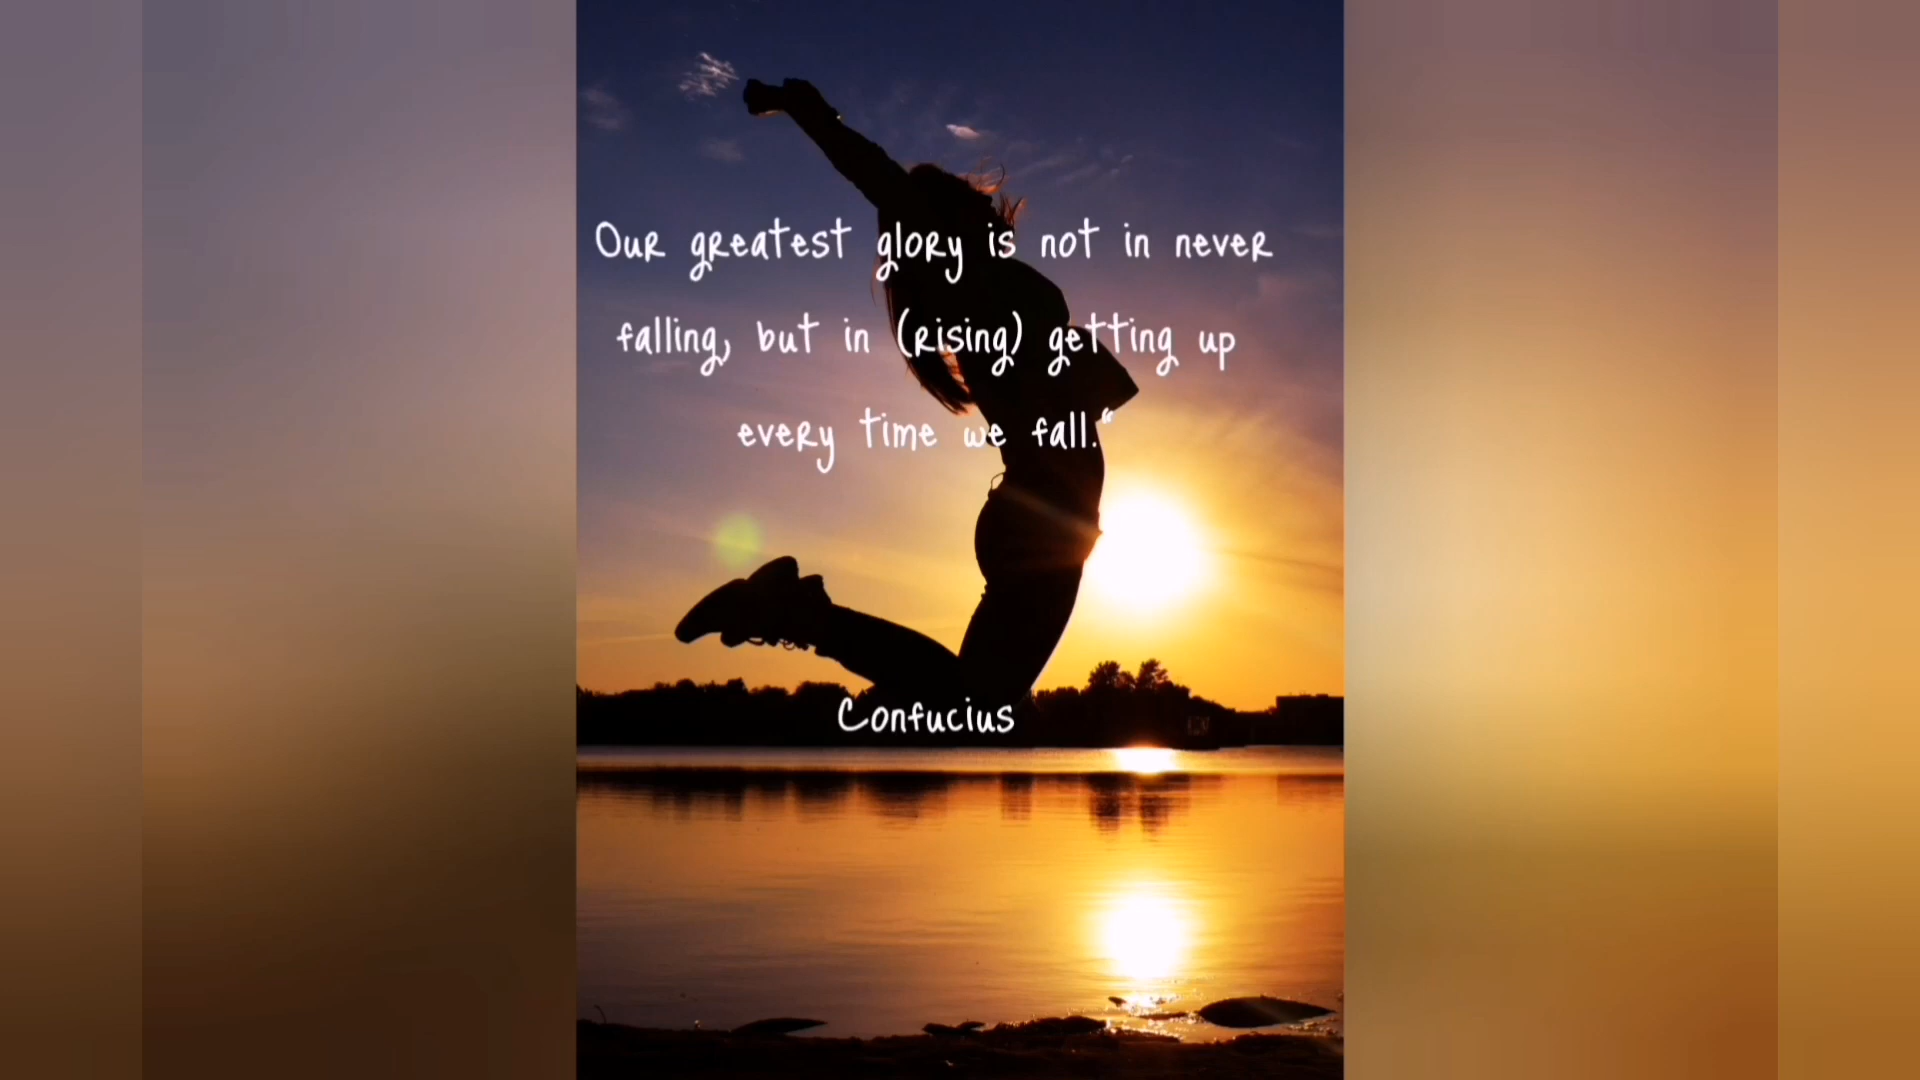 Our greatest glory is not in never
falling, but in (rising) getting up
every time we fall.“
Confucius